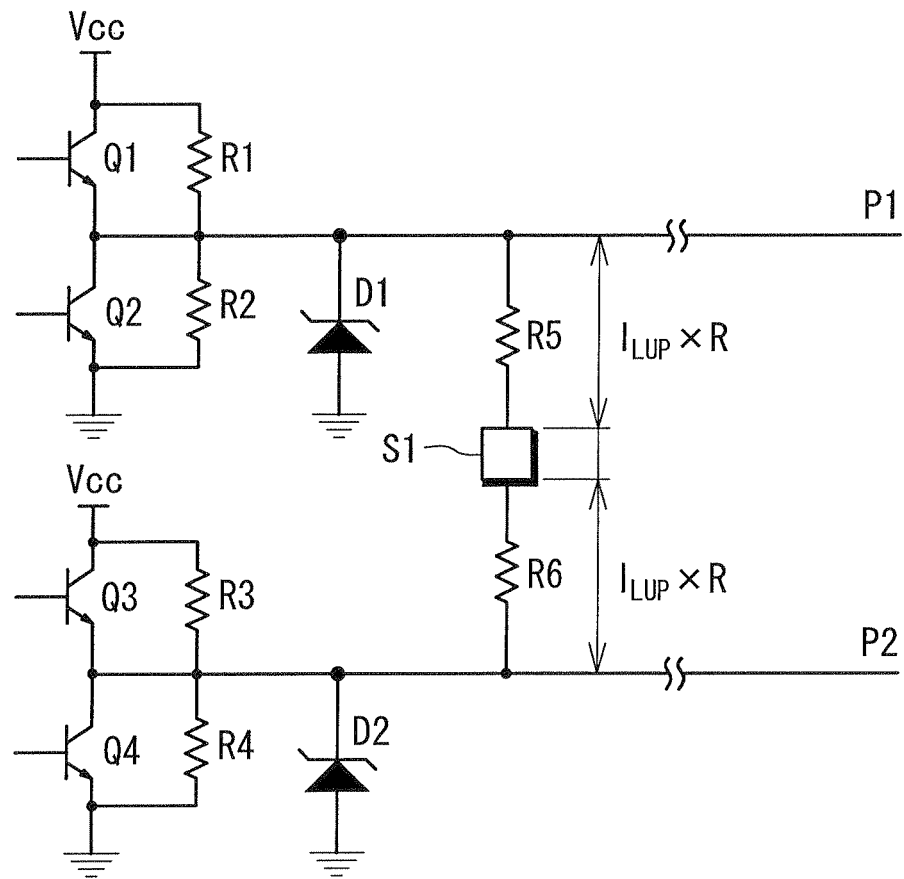 Vcc
Q1
R1
P1
Q2
R2
D1
R5
I_LUP × R
S1
Vcc
Q3
R3
R6
I_LUP × R
P2
Q4
R4
D2